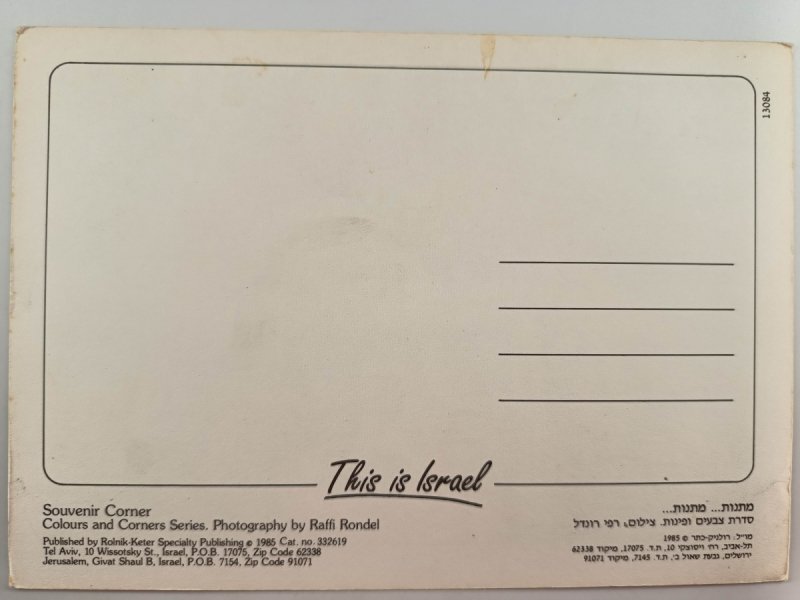 13084
This is Israel
Souvenir Corner
Colours and Corners Series. Photography by Raffi Rondel
Published by Rolnik-Keter Specialty Publishing © 1985 Cat. no. 332619
Tel Aviv, 10 Wissotsky St., Israel, P.O.B. 17075, Zip Code 62338
Jerusalem, Givat Shaul B, Israel, P.O.B. 7154, Zip Code 91071
מתנות... מתנות...
סדרת צבעים ופינות. צילום: רפי רונדל
מו״ל. רולניק-כתר © 1985
תל-אביב, רח׳ ויסוצקי 10, ת.ד. 17075, מיקוד 62338
ירושלים, גבעת שאול ב׳, ת.ד. 7145, מיקוד 91071